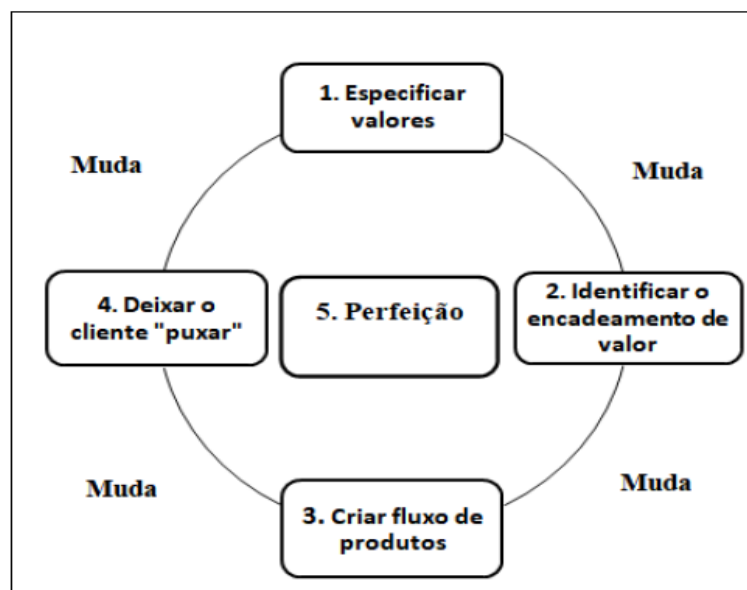 1. Especificar
valores
Muda
Muda
4. Deixar o
cliente "puxar"
5. Perfeição
2. Identificar o
encadeamento de
valor
Muda
Muda
3. Criar fluxo de
produtos